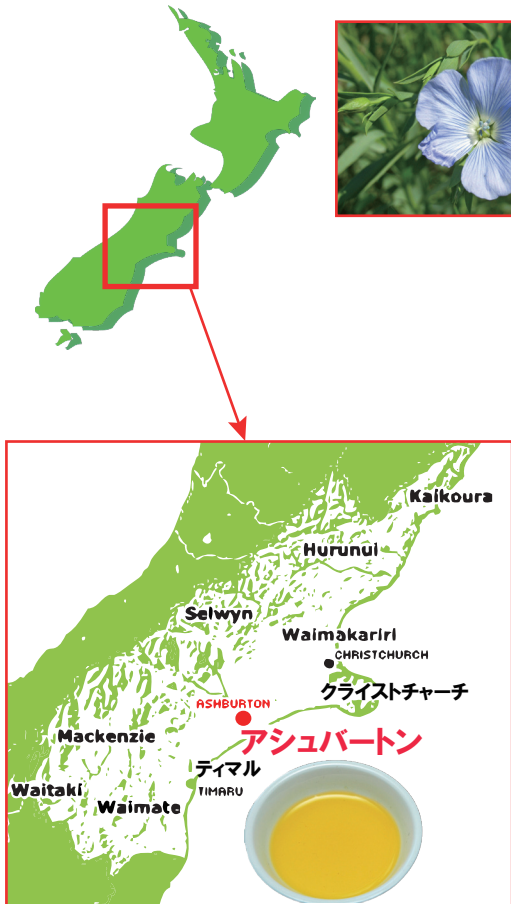 Kaikoura
Hurunui
Selwyn
Waimakariri
CHRISTCHURCH
クライストチャーチ
ASHBURTON
アシュバートン
Mackenzie
ティマル
Waitaki
TIMARU
Waimate